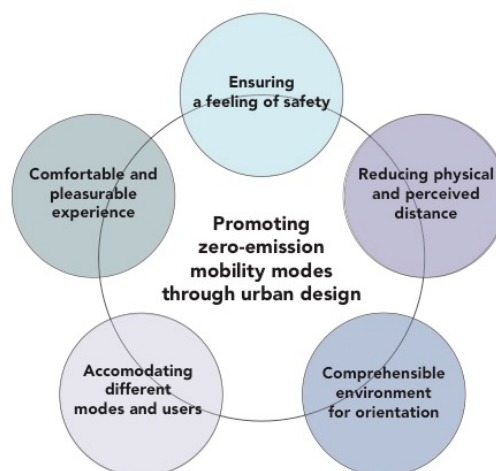 Ensuring
a feeling of safety
Comfortable and
pleasurable
experience
Reducing physical
and perceived
distance
Promoting
zero-emission
mobility modes
through urban design
Accomodating
different
modes and users
Comprehensible
environment
for orientation